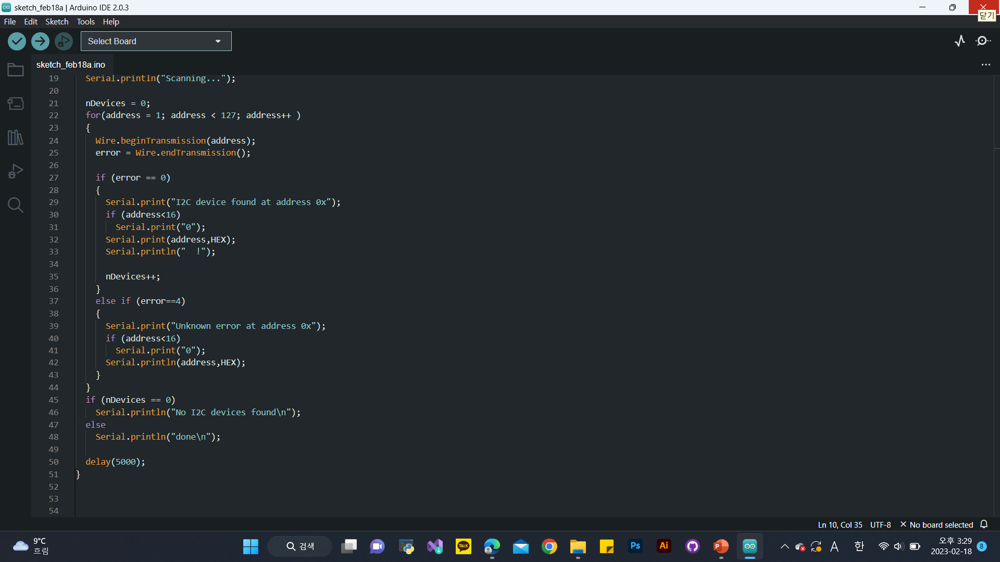 sketch_feb18a | Arduino IDE 2.0.3
닫기
File Edit Sketch Tools Help
Select Board
sketch_feb18a.ino
19 Serial.println("Scanning...");
20
21 nDevices = 0;
22 for(address = 1; address < 127; address++ )
23 {
24 Wire.beginTransmission(address);
25 error = Wire.endTransmission();
26
27 if (error == 0)
28 {
29 Serial.print("I2C device found at address 0x");
30 if (address<16)
31 Serial.print("0");
32 Serial.print(address,HEX);
33 Serial.println("  !");
34
35 nDevices++;
36 }
37 else if (error==4)
38 {
39 Serial.print("Unknown error at address 0x");
40 if (address<16)
41 Serial.print("0");
42 Serial.println(address,HEX);
43 }
44 }
45 if (nDevices == 0)
46 Serial.println("No I2C devices found\n");
47 else
48 Serial.println("done\n");
49
50 delay(5000);
51 }
52
53
54
Ln 10, Col 35 UTF-8 No board selected
9°C
흐림
검색
TALK
Ps
Ai
P
A
한
오후 3:29
2023-02-18
8